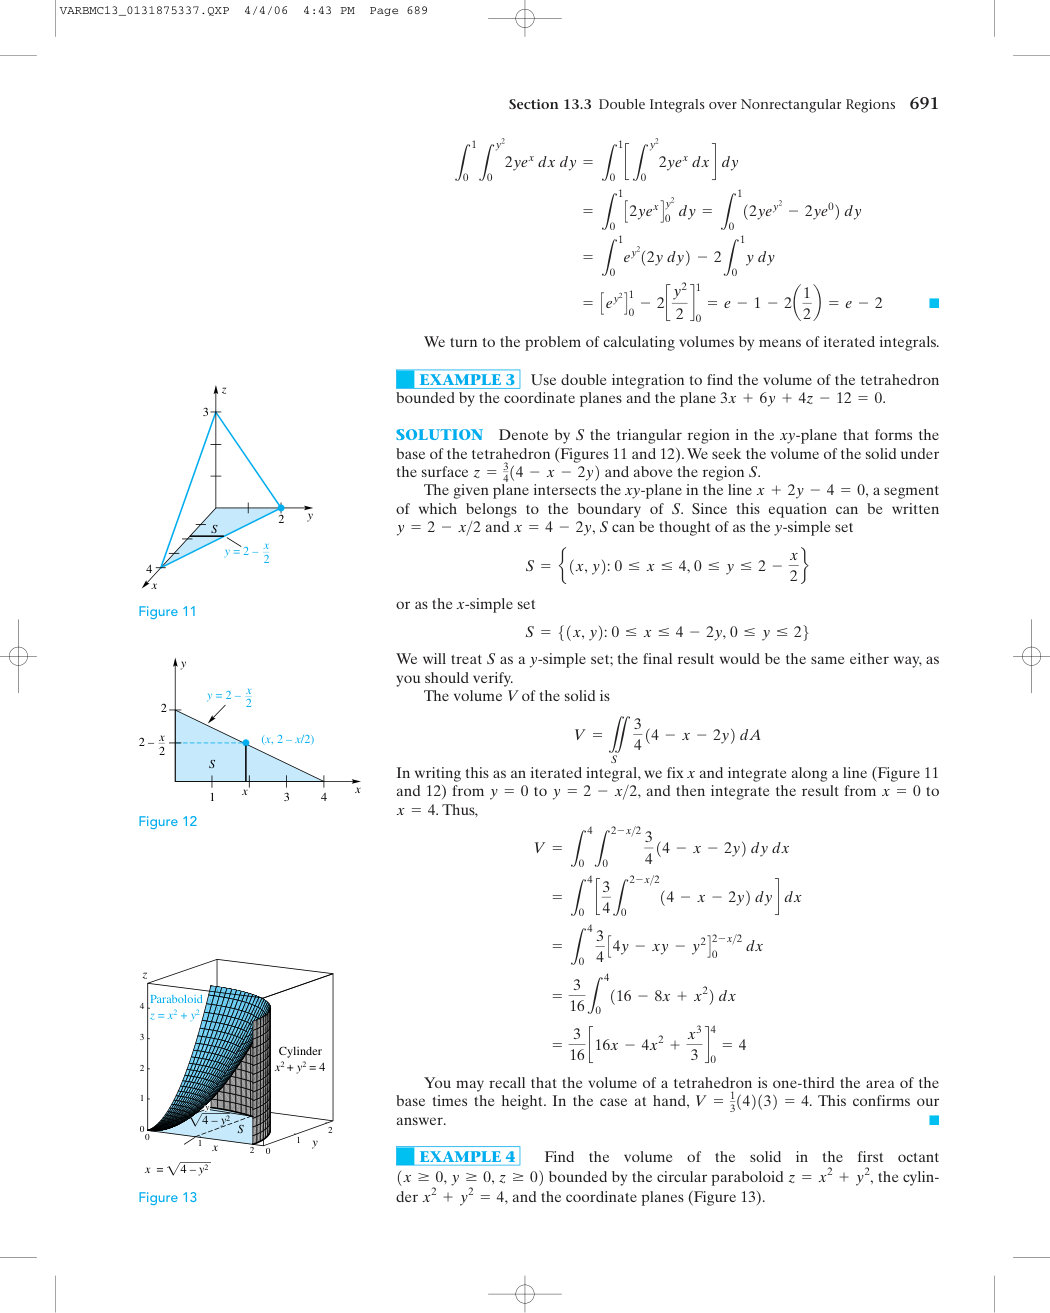 VARBMC13_0131875337.QXP 4/4/06 4:43 PM Page 689
Section 13.3 Double Integrals over Nonrectangular Regions 691
∫₀¹ ∫₀^{y²} 2yeˣ dx dy = ∫₀¹ [∫₀^{y²} 2yeˣ dx] dy
= ∫₀¹ [2yeˣ]₀^{y²} dy = ∫₀¹ (2ye^{y²} − 2ye⁰) dy
= ∫₀¹ e^{y²}(2y dy) − 2∫₀¹ y dy
= [e^{y²}]₀¹ − 2[y²/2]₀¹ = e − 1 − 2(1/2) = e − 2
We turn to the problem of calculating volumes by means of iterated integrals.
EXAMPLE 3 Use double integration to find the volume of the tetrahedron
bounded by the coordinate planes and the plane 3x + 6y + 4z − 12 = 0.
SOLUTION Denote by S the triangular region in the xy-plane that forms the
base of the tetrahedron (Figures 11 and 12). We seek the volume of the solid under
the surface z = 3/4(4 − x − 2y) and above the region S.
The given plane intersects the xy-plane in the line x + 2y − 4 = 0, a segment
of which belongs to the boundary of S. Since this equation can be written
y = 2 − x/2 and x = 4 − 2y, S can be thought of as the y-simple set
S = {(x, y): 0 ≤ x ≤ 4, 0 ≤ y ≤ 2 − x/2}
or as the x-simple set
S = {(x, y): 0 ≤ x ≤ 4 − 2y, 0 ≤ y ≤ 2}
We will treat S as a y-simple set; the final result would be the same either way, as
you should verify.
The volume V of the solid is
V = ∬_S 3/4 (4 − x − 2y) dA
In writing this as an iterated integral, we fix x and integrate along a line (Figure 11
and 12) from y = 0 to y = 2 − x/2, and then integrate the result from x = 0 to
x = 4. Thus,
V = ∫₀⁴ ∫₀^{2−x/2} 3/4 (4 − x − 2y) dy dx
= ∫₀⁴ [3/4 ∫₀^{2−x/2} (4 − x − 2y) dy] dx
= ∫₀⁴ 3/4 [4y − xy − y²]₀^{2−x/2} dx
= 3/16 ∫₀⁴ (16 − 8x + x²) dx
= 3/16 [16x − 4x² + x³/3]₀⁴ = 4
You may recall that the volume of a tetrahedron is one-third the area of the
base times the height. In the case at hand, V = 1/3(4)(3) = 4. This confirms our
answer.
EXAMPLE 4 Find the volume of the solid in the first octant
(x ≥ 0, y ≥ 0, z ≥ 0) bounded by the circular paraboloid z = x² + y², the cylin-
der x² + y² = 4, and the coordinate planes (Figure 13).
z
3
2 y
S
y = 2 − x/2
4
x
Figure 11
y
y = 2 − x/2
2
2 − x/2
(x, 2 − x/2)
S
1 x 3 4 x
Figure 12
z
4
Paraboloid
z = x² + y²
3
Cylinder
2
x² + y² = 4
1
√4 − y²
S
0
0
1
x
2
0
1
y
2
x = √4 − y²
Figure 13